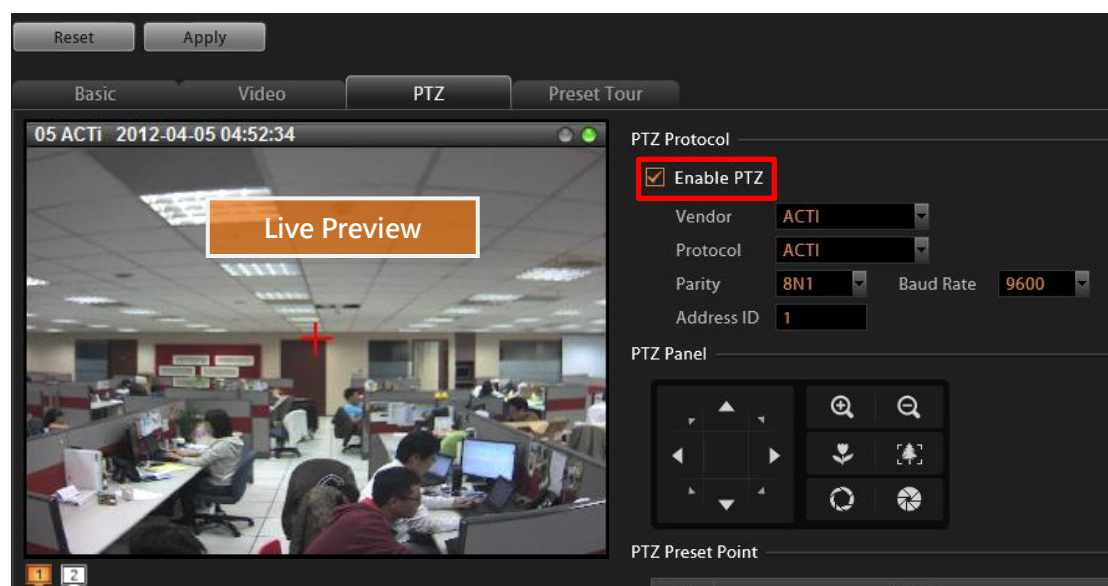 Reset Apply
Basic Video PTZ Preset Tour
05 ACTi 2012-04-05 04:52:34
Live Preview
PTZ Protocol
Enable PTZ
Vendor ACTI
Protocol ACTI
Parity 8N1 Baud Rate 9600
Address ID 1
PTZ Panel
PTZ Preset Point
1 2